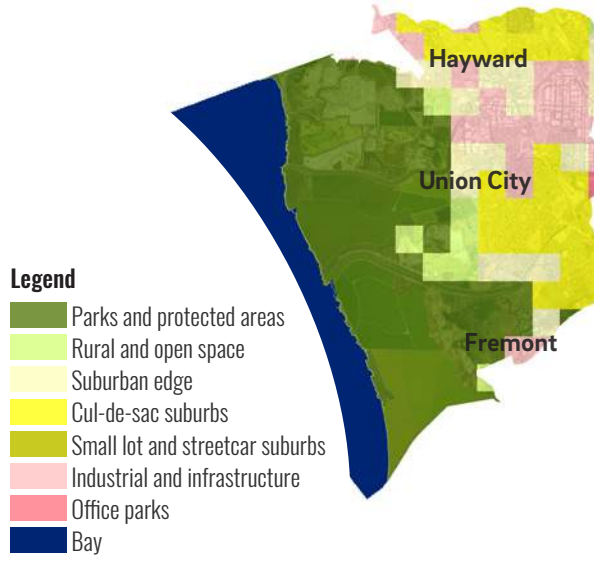 Hayward
Union City
Fremont
Legend
Parks and protected areas
Rural and open space
Suburban edge
Cul-de-sac suburbs
Small lot and streetcar suburbs
Industrial and infrastructure
Office parks
Bay